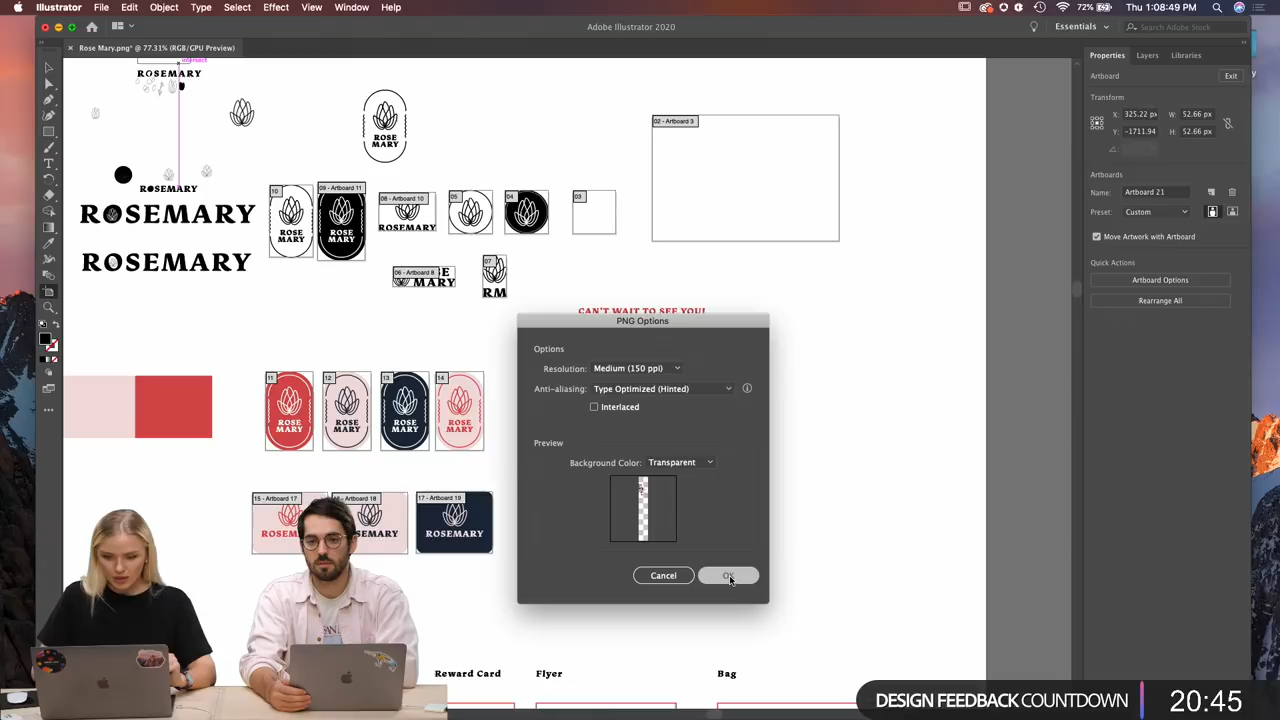 Illustrator File Edit Object Type Select Effect View Window Help
72% Thu 1:08:49 PM
Adobe Illustrator 2020
Essentials
Search Adobe Stock
Rose Mary.png* @ 77.31% (RGB/GPU Preview)
Properties Layers Libraries
Artboard
Exit
Transform
X: 325.22 px W: 52.66 px
Y: -1711.94 H: 52.66 px
Artboards
Name: Artboard 21
Preset: Custom
Move Artwork with Artboard
Quick Actions
Artboard Options
Rearrange All
intersect
ROSEMARY
ROSE
MARY
02 - Artboard 3
ROSEMARY
ROSEMARY
ROSEMARY
10
ROSE
MARY
09 - Artboard 11
ROSE
MARY
08 - Artboard 10
ROSEMARY
05
04
03
06 - Artboard 8
E
MARY
07
RM
CAN'T WAIT TO SEE YOU!
PNG Options
Options
Resolution: Medium (150 ppi)
Anti-aliasing: Type Optimized (Hinted)
Interlaced
Preview
Background Color: Transparent
Cancel
OK
11
ROSE
MARY
12
ROSE
MARY
13
ROSE
MARY
14
ROSE
MARY
15 - Artboard 17
ROSEM
Artboard 18
MARY
17 - Artboard 19
ROSEMARY
Reward Card Flyer Bag
DESIGN FEEDBACK COUNTDOWN 20:45